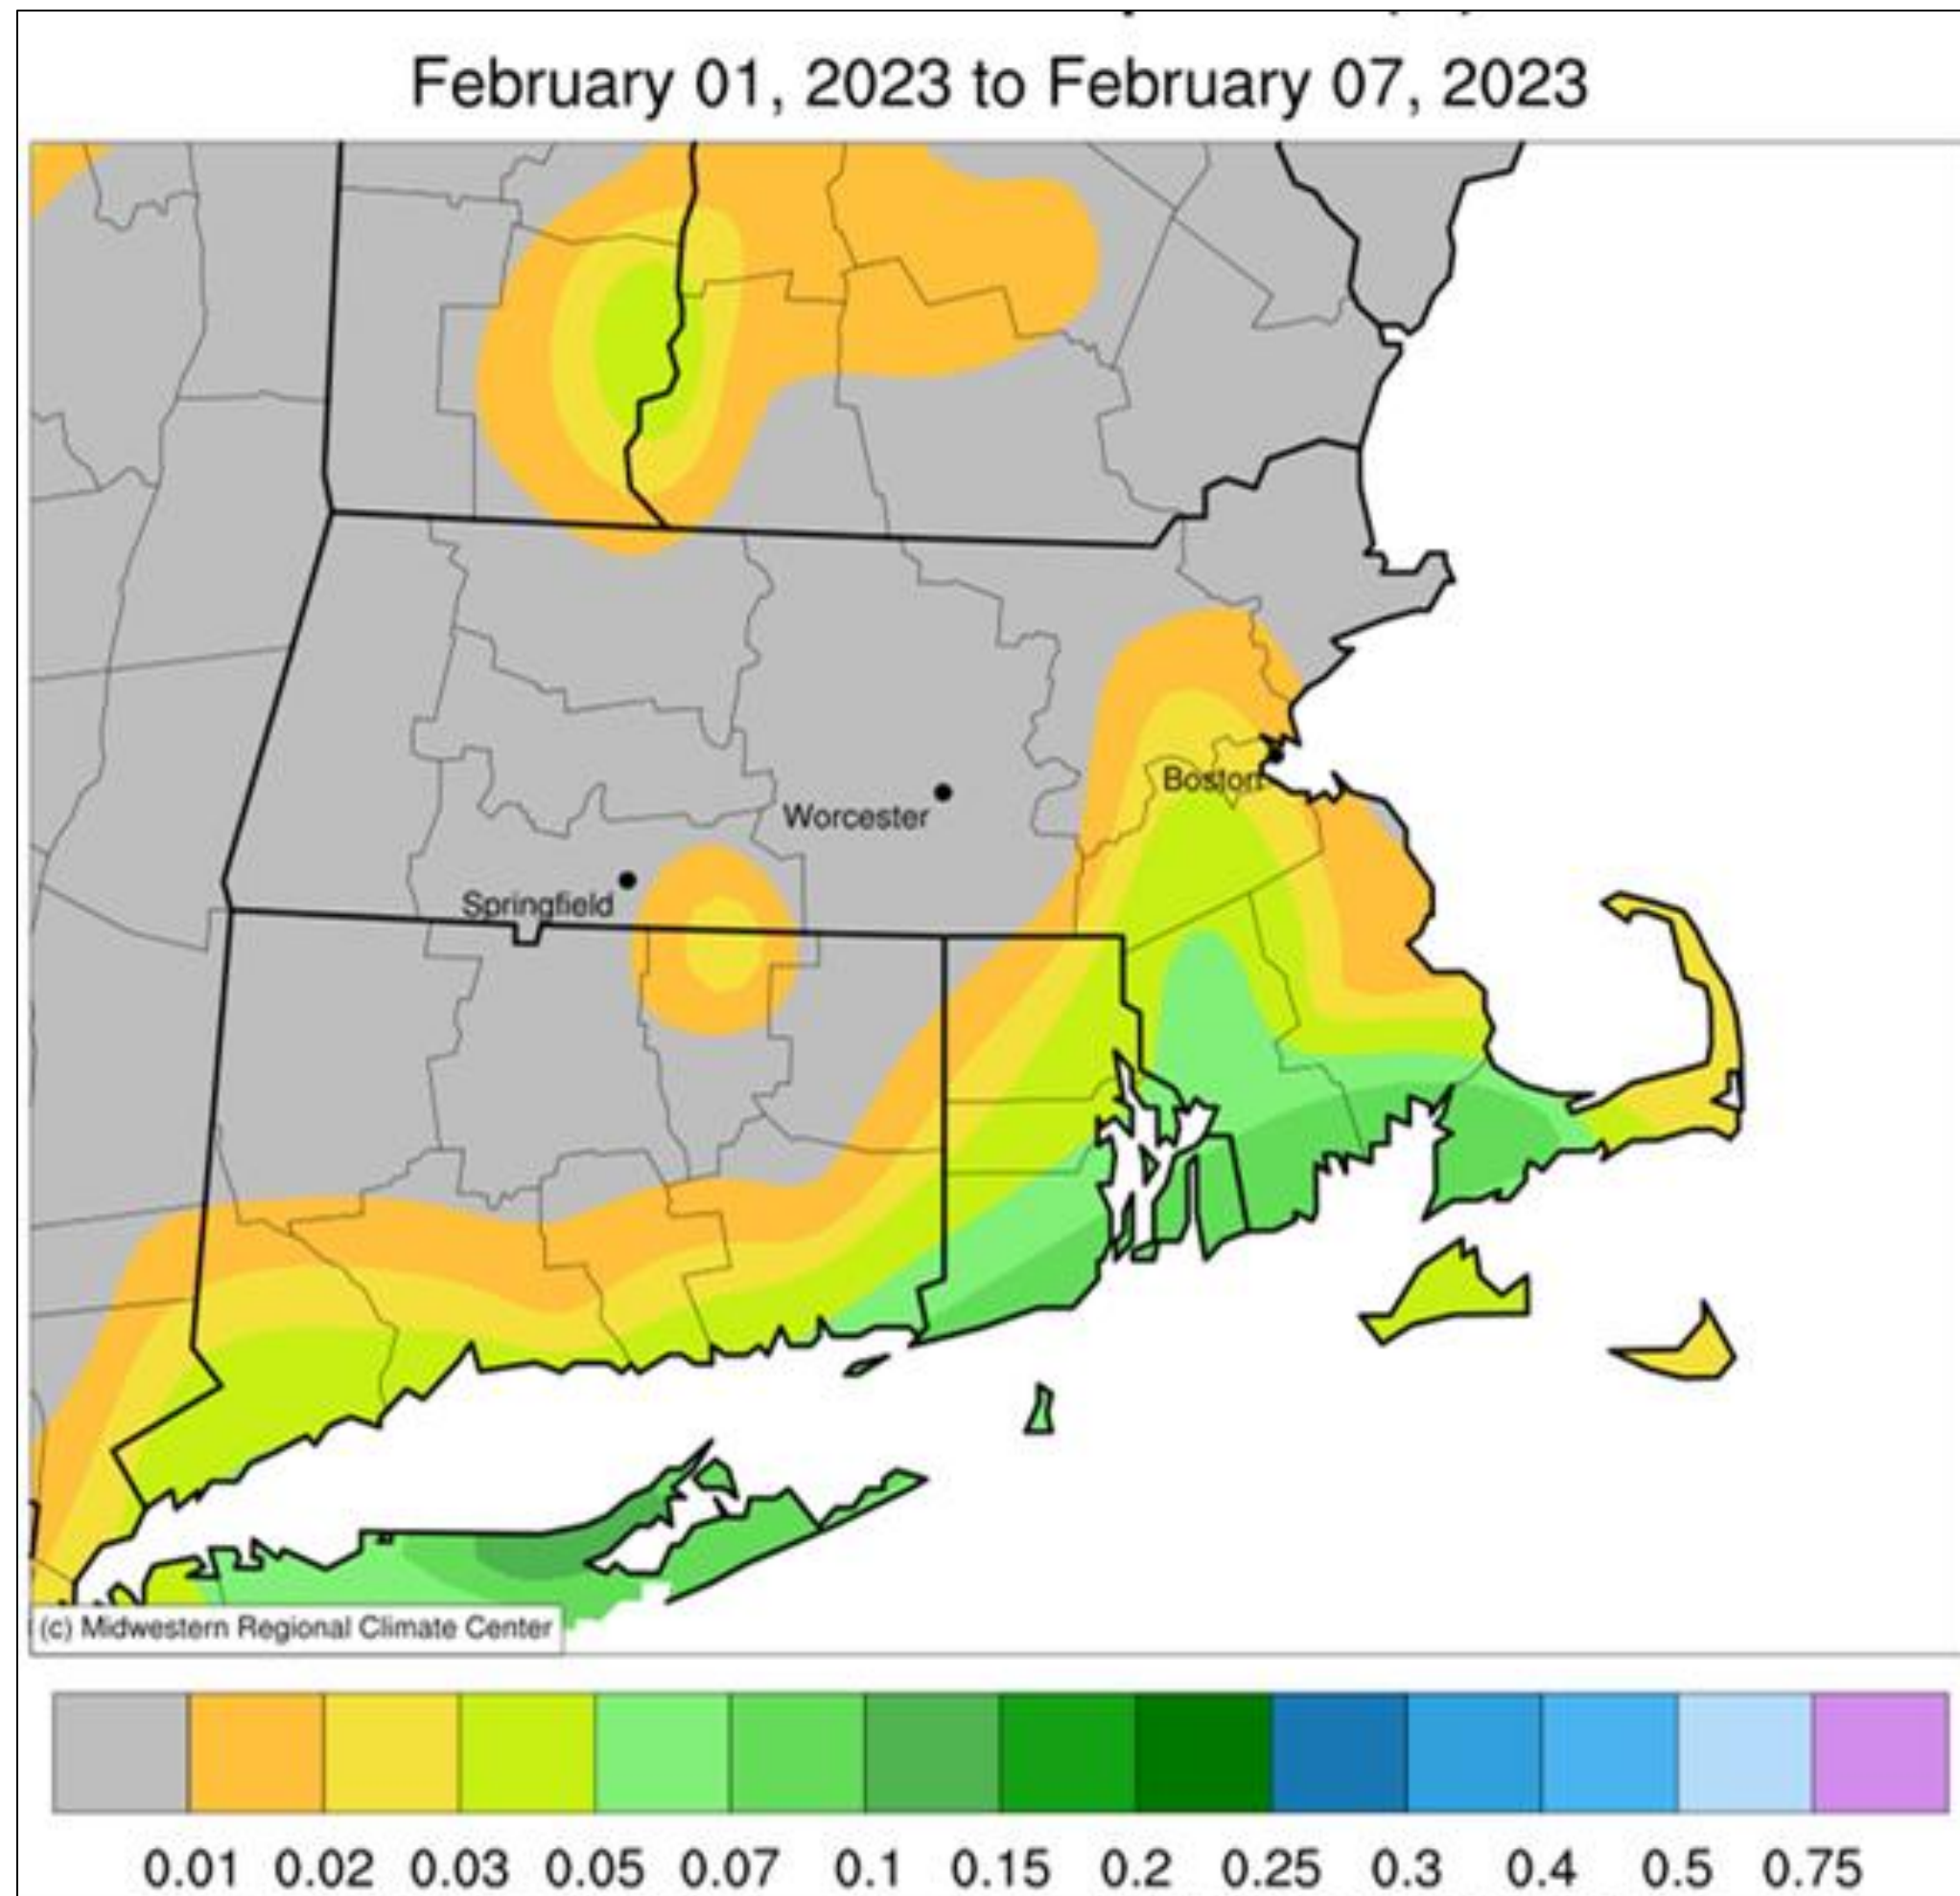 February 01, 2023 to February 07, 2023
Boston
Worcester
Springfield
(c) Midwestern Regional Climate Center
0.01 0.02 0.03 0.05 0.07 0.1 0.15 0.2 0.25 0.3 0.4 0.5 0.75